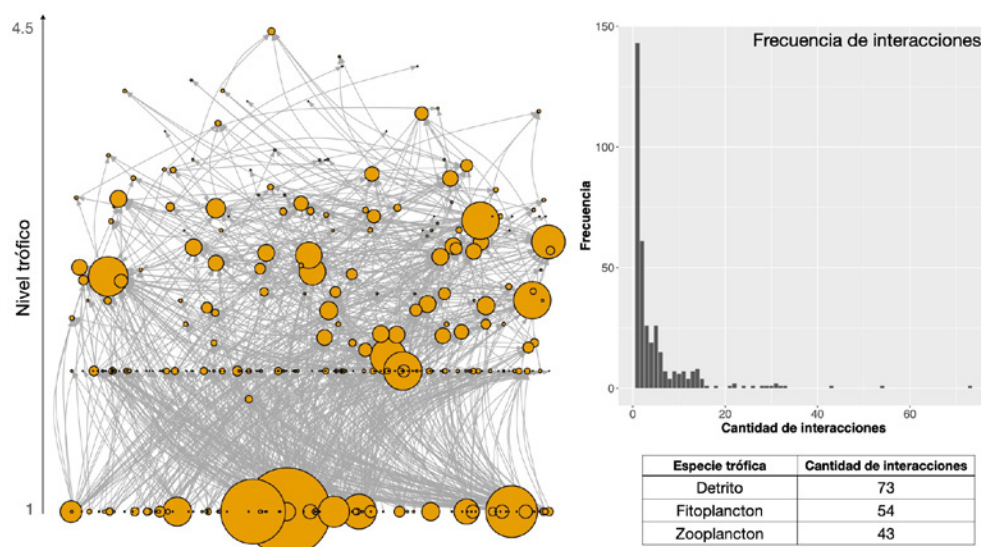 4.5
Nivel trófico
1
Frecuencia de interacciones
150
100
50
0
Frecuencia
0 20 40 60
Cantidad de interacciones
Especie trófica Cantidad de interacciones
Detrito 73
Fitoplancton 54
Zooplancton 43